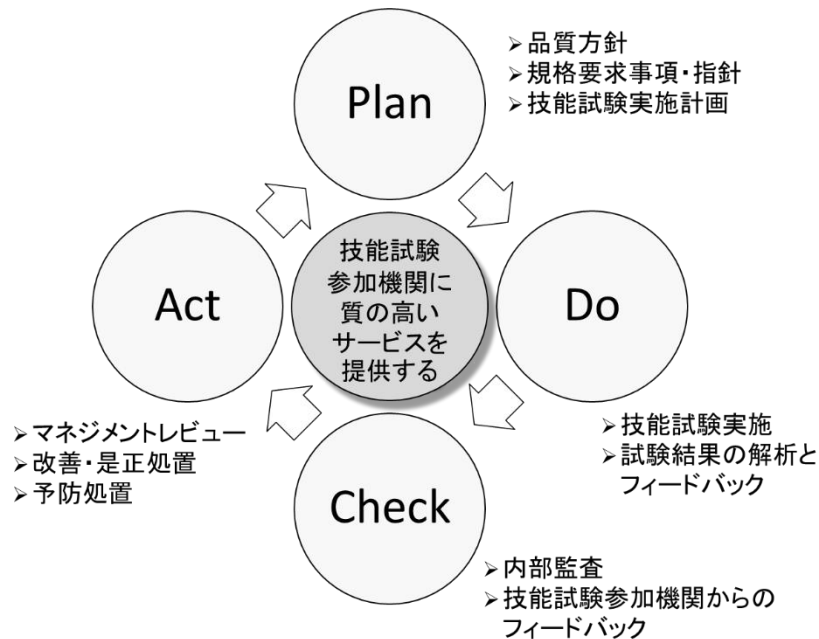 Plan
➢品質方針
➢規格要求事項・指針
➢技能試験実施計画
Act
技能試験
参加機関に
質の高い
サービスを
提供する
Do
➢マネジメントレビュー
➢改善・是正処置
➢予防処置
➢技能試験実施
➢試験結果の解析と
フィードバック
Check
➢内部監査
➢技能試験参加機関からの
フィードバック